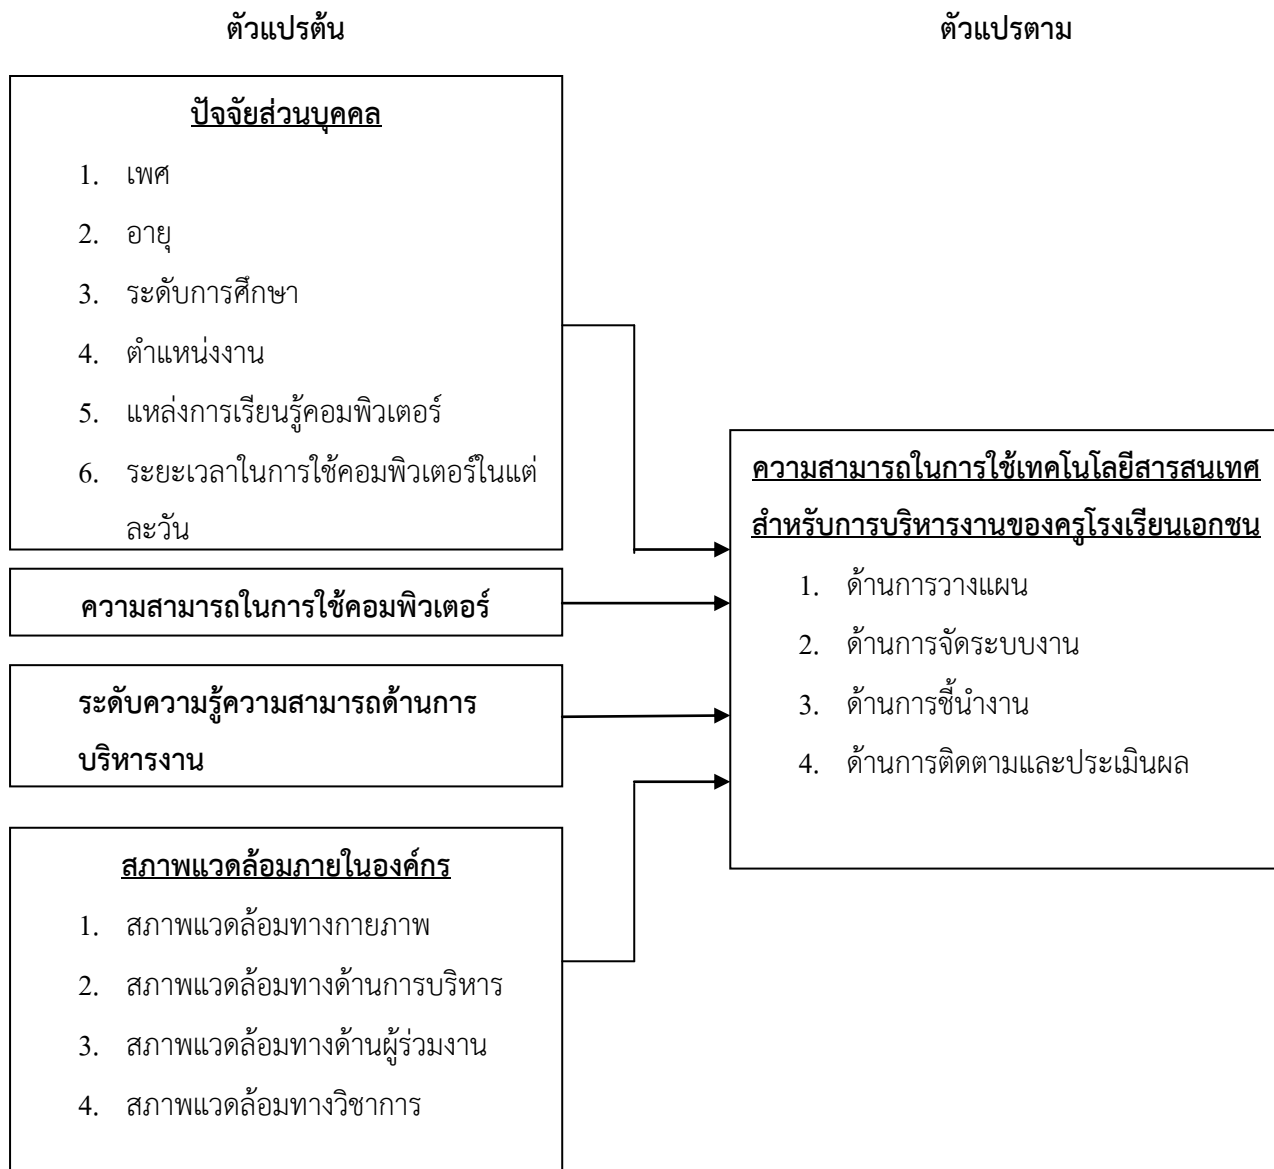 ตัวแปรต้น
ตัวแปรตาม
ปัจจัยส่วนบุคคล
1. เพศ
2. อายุ
3. ระดับการศึกษา
4. ตำแหน่งงาน
5. แหล่งการเรียนรู้คอมพิวเตอร์
6. ระยะเวลาในการใช้คอมพิวเตอร์ในแต่
ละวัน
ความสามารถในการใช้คอมพิวเตอร์
ระดับความรู้ความสามารถด้านการ
บริหารงาน
สภาพแวดล้อมภายในองค์กร
1. สภาพแวดล้อมทางกายภาพ
2. สภาพแวดล้อมทางด้านการบริหาร
3. สภาพแวดล้อมทางด้านผู้ร่วมงาน
4. สภาพแวดล้อมทางวิชาการ
ความสามารถในการใช้เทคโนโลยีสารสนเทศ
สำหรับการบริหารงานของครูโรงเรียนเอกชน
1. ด้านการวางแผน
2. ด้านการจัดระบบงาน
3. ด้านการชี้นำงาน
4. ด้านการติดตามและประเมินผล